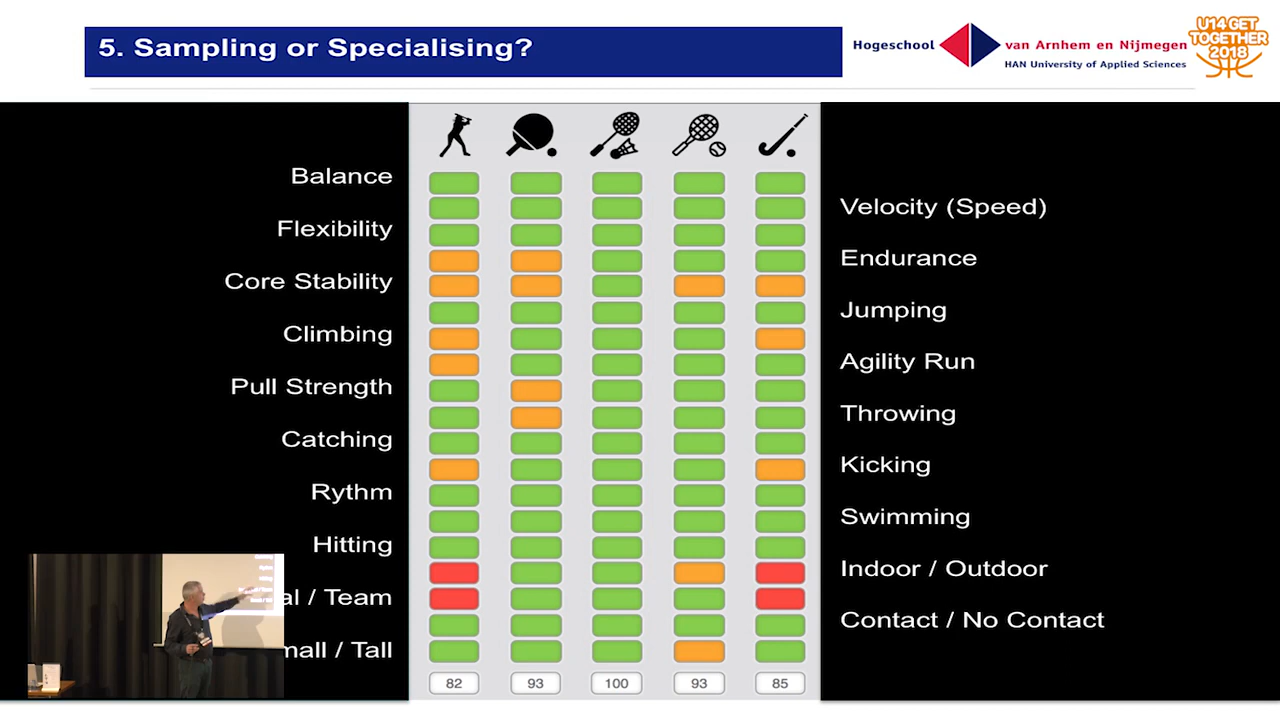 5. Sampling or Specialising?
Hogeschool van Arnhem en Nijmegen
HAN University of Applied Sciences
U14 GET
TOGETHER
2018
Balance
Velocity (Speed)
Flexibility
Endurance
Core Stability
Jumping
Climbing
Agility Run
Pull Strength
Throwing
Catching
Kicking
Rythm
Swimming
Hitting
Indoor / Outdoor
/ Team
Contact / No Contact
/ Tall
82 93 100 93 85